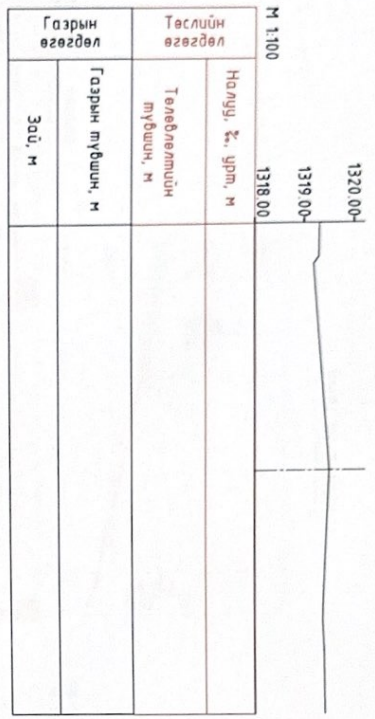 1320.00
1319.00
1318.00
М 1:100
Төслийн
өгөгдөл
Налуу, ‰, урт, м
Төлөвлөлтийн
түвшин, м
Газрын
өгөгдөл
Газрын түвшин, м
Зай, м